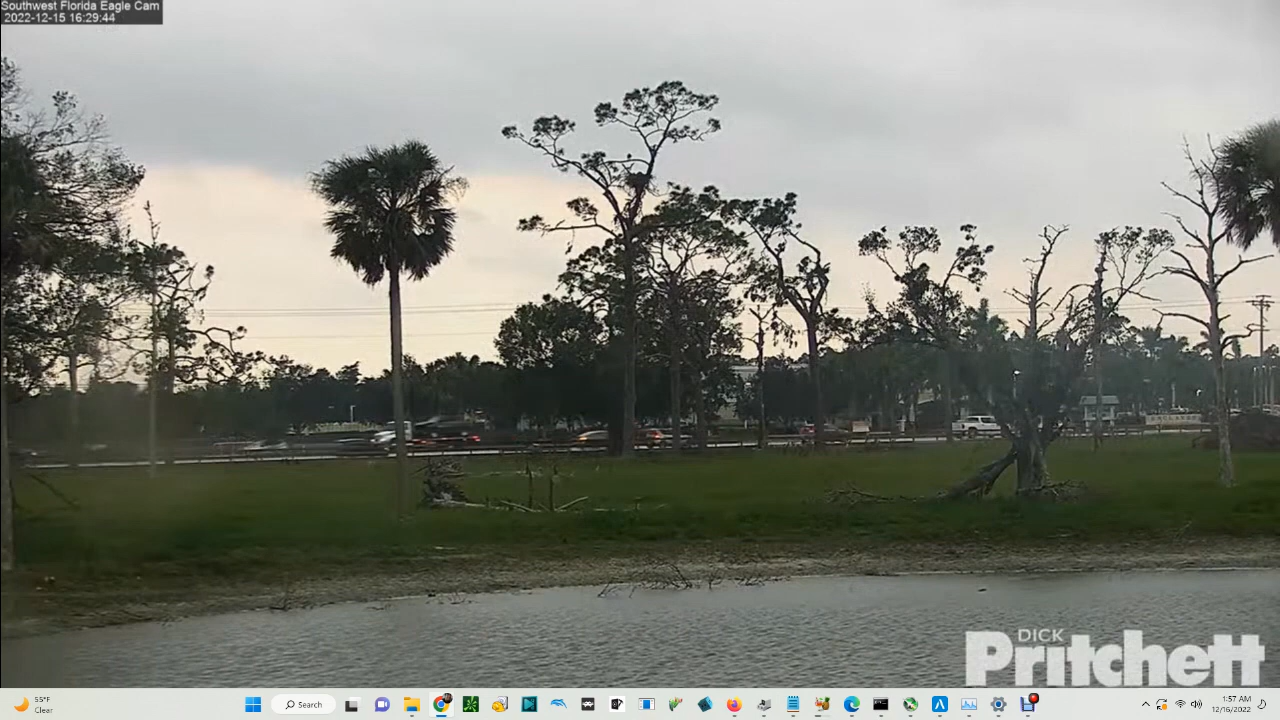 Southwest Florida Eagle Cam
2022-12-15 16:29:44
DICK
Pritchett
55°F
Clear
Search
1:57 AM
12/16/2022